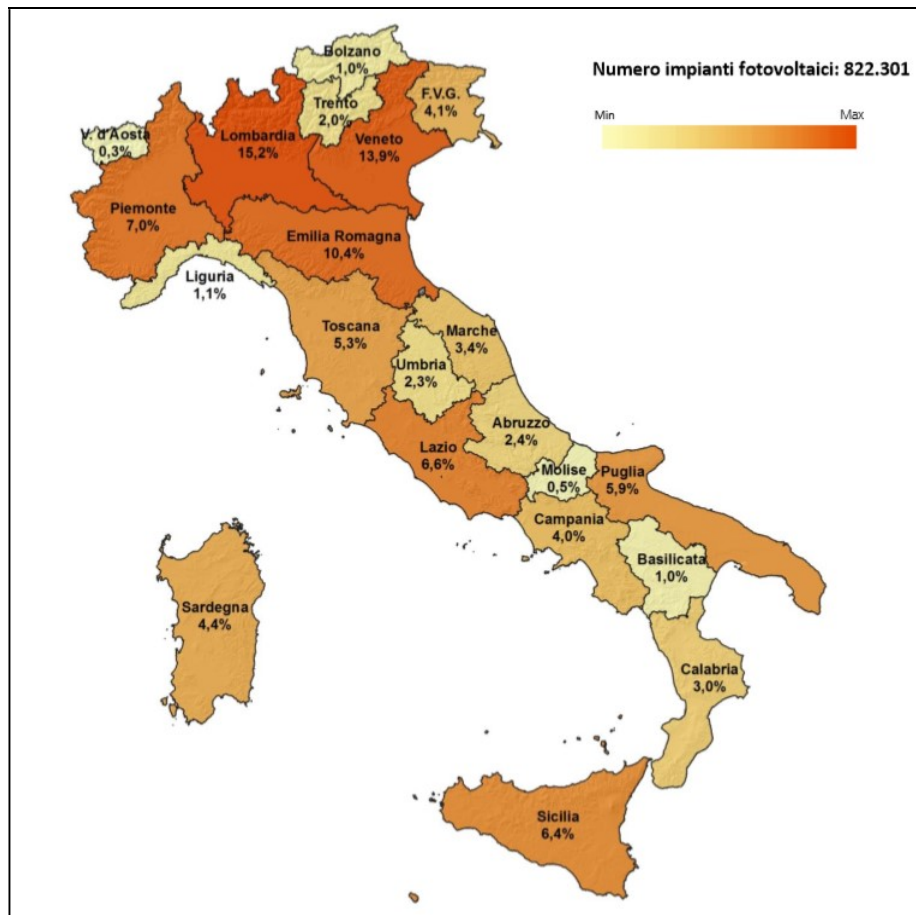 Numero impianti fotovoltaici: 822.301
Min
Max
Bolzano
1,0%
Trento
2,0%
F.V.G.
4,1%
V. d'Aosta
0,3%
Lombardia
15,2%
Veneto
13,9%
Piemonte
7,0%
Emilia Romagna
10,4%
Liguria
1,1%
Toscana
5,3%
Marche
3,4%
Umbria
2,3%
Abruzzo
2,4%
Lazio
6,6%
Molise
0,5%
Puglia
5,9%
Campania
4,0%
Basilicata
1,0%
Sardegna
4,4%
Calabria
3,0%
Sicilia
6,4%